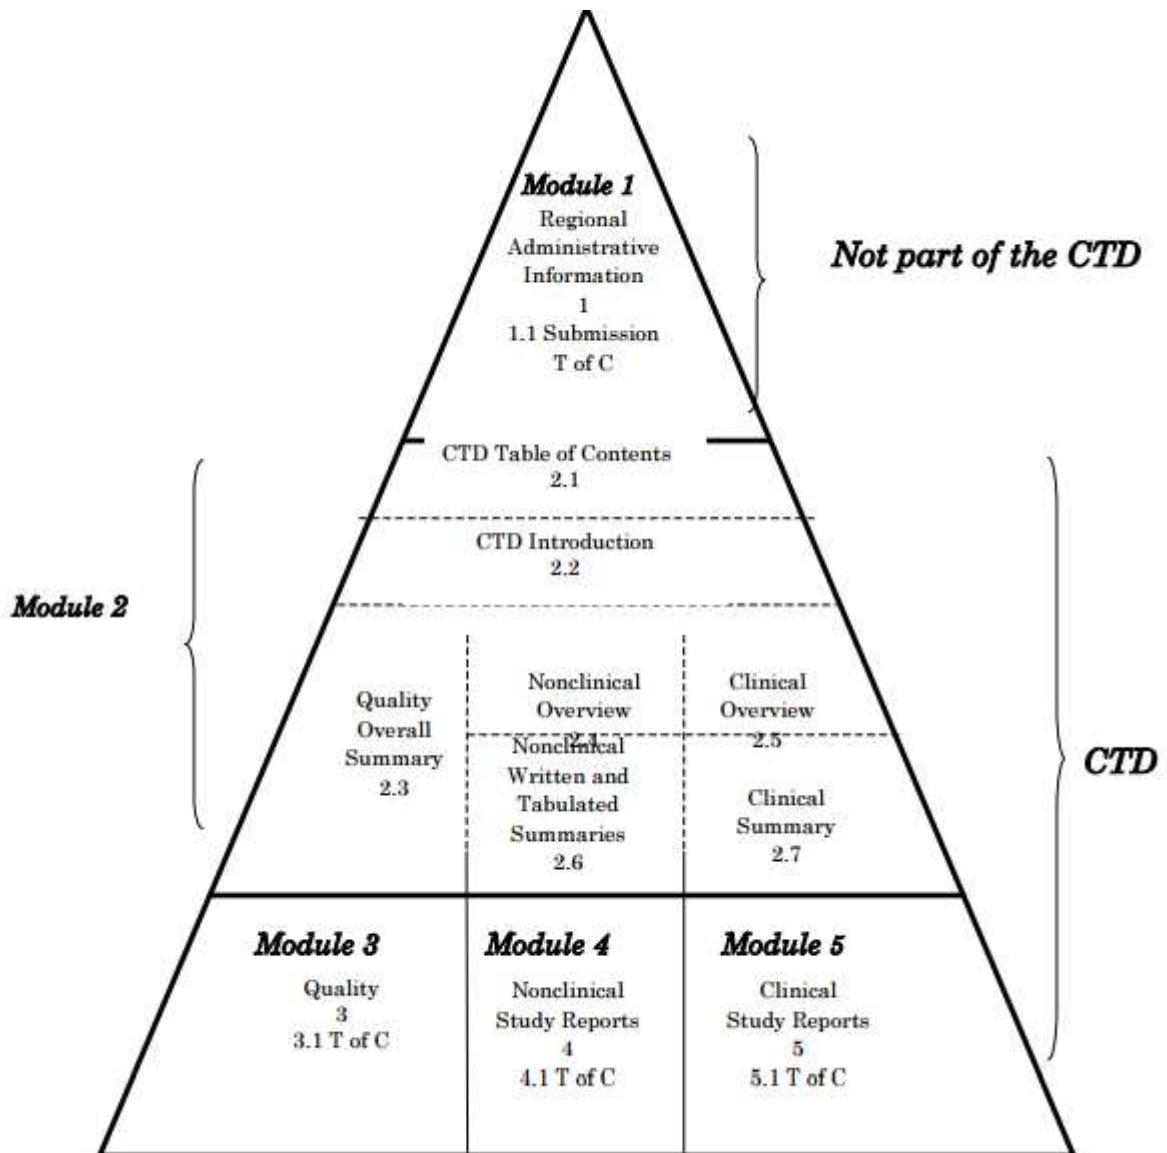 Module 1
Regional
Administrative
Information
1
1.1 Submission
T of C
Not part of the CTD
CTD Table of Contents
2.1
CTD Introduction
2.2
Module 2
Quality
Overall
Summary
2.3
Nonclinical
Overview
2.4
Clinical
Overview
2.5
Nonclinical
Written and
Tabulated
Summaries
2.6
Clinical
Summary
2.7
CTD
Module 3
Quality
3
3.1 T of C
Module 4
Nonclinical
Study Reports
4
4.1 T of C
Module 5
Clinical
Study Reports
5
5.1 T of C